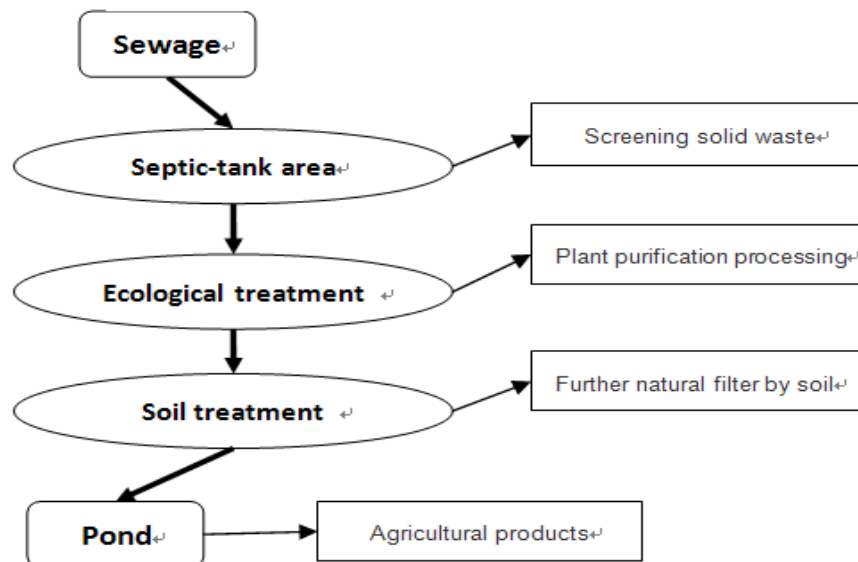 Sewage
Screening solid waste
Septic-tank area
Plant purification processing
Ecological treatment
Further natural filter by soil
Soil treatment
Pond
Agricultural products